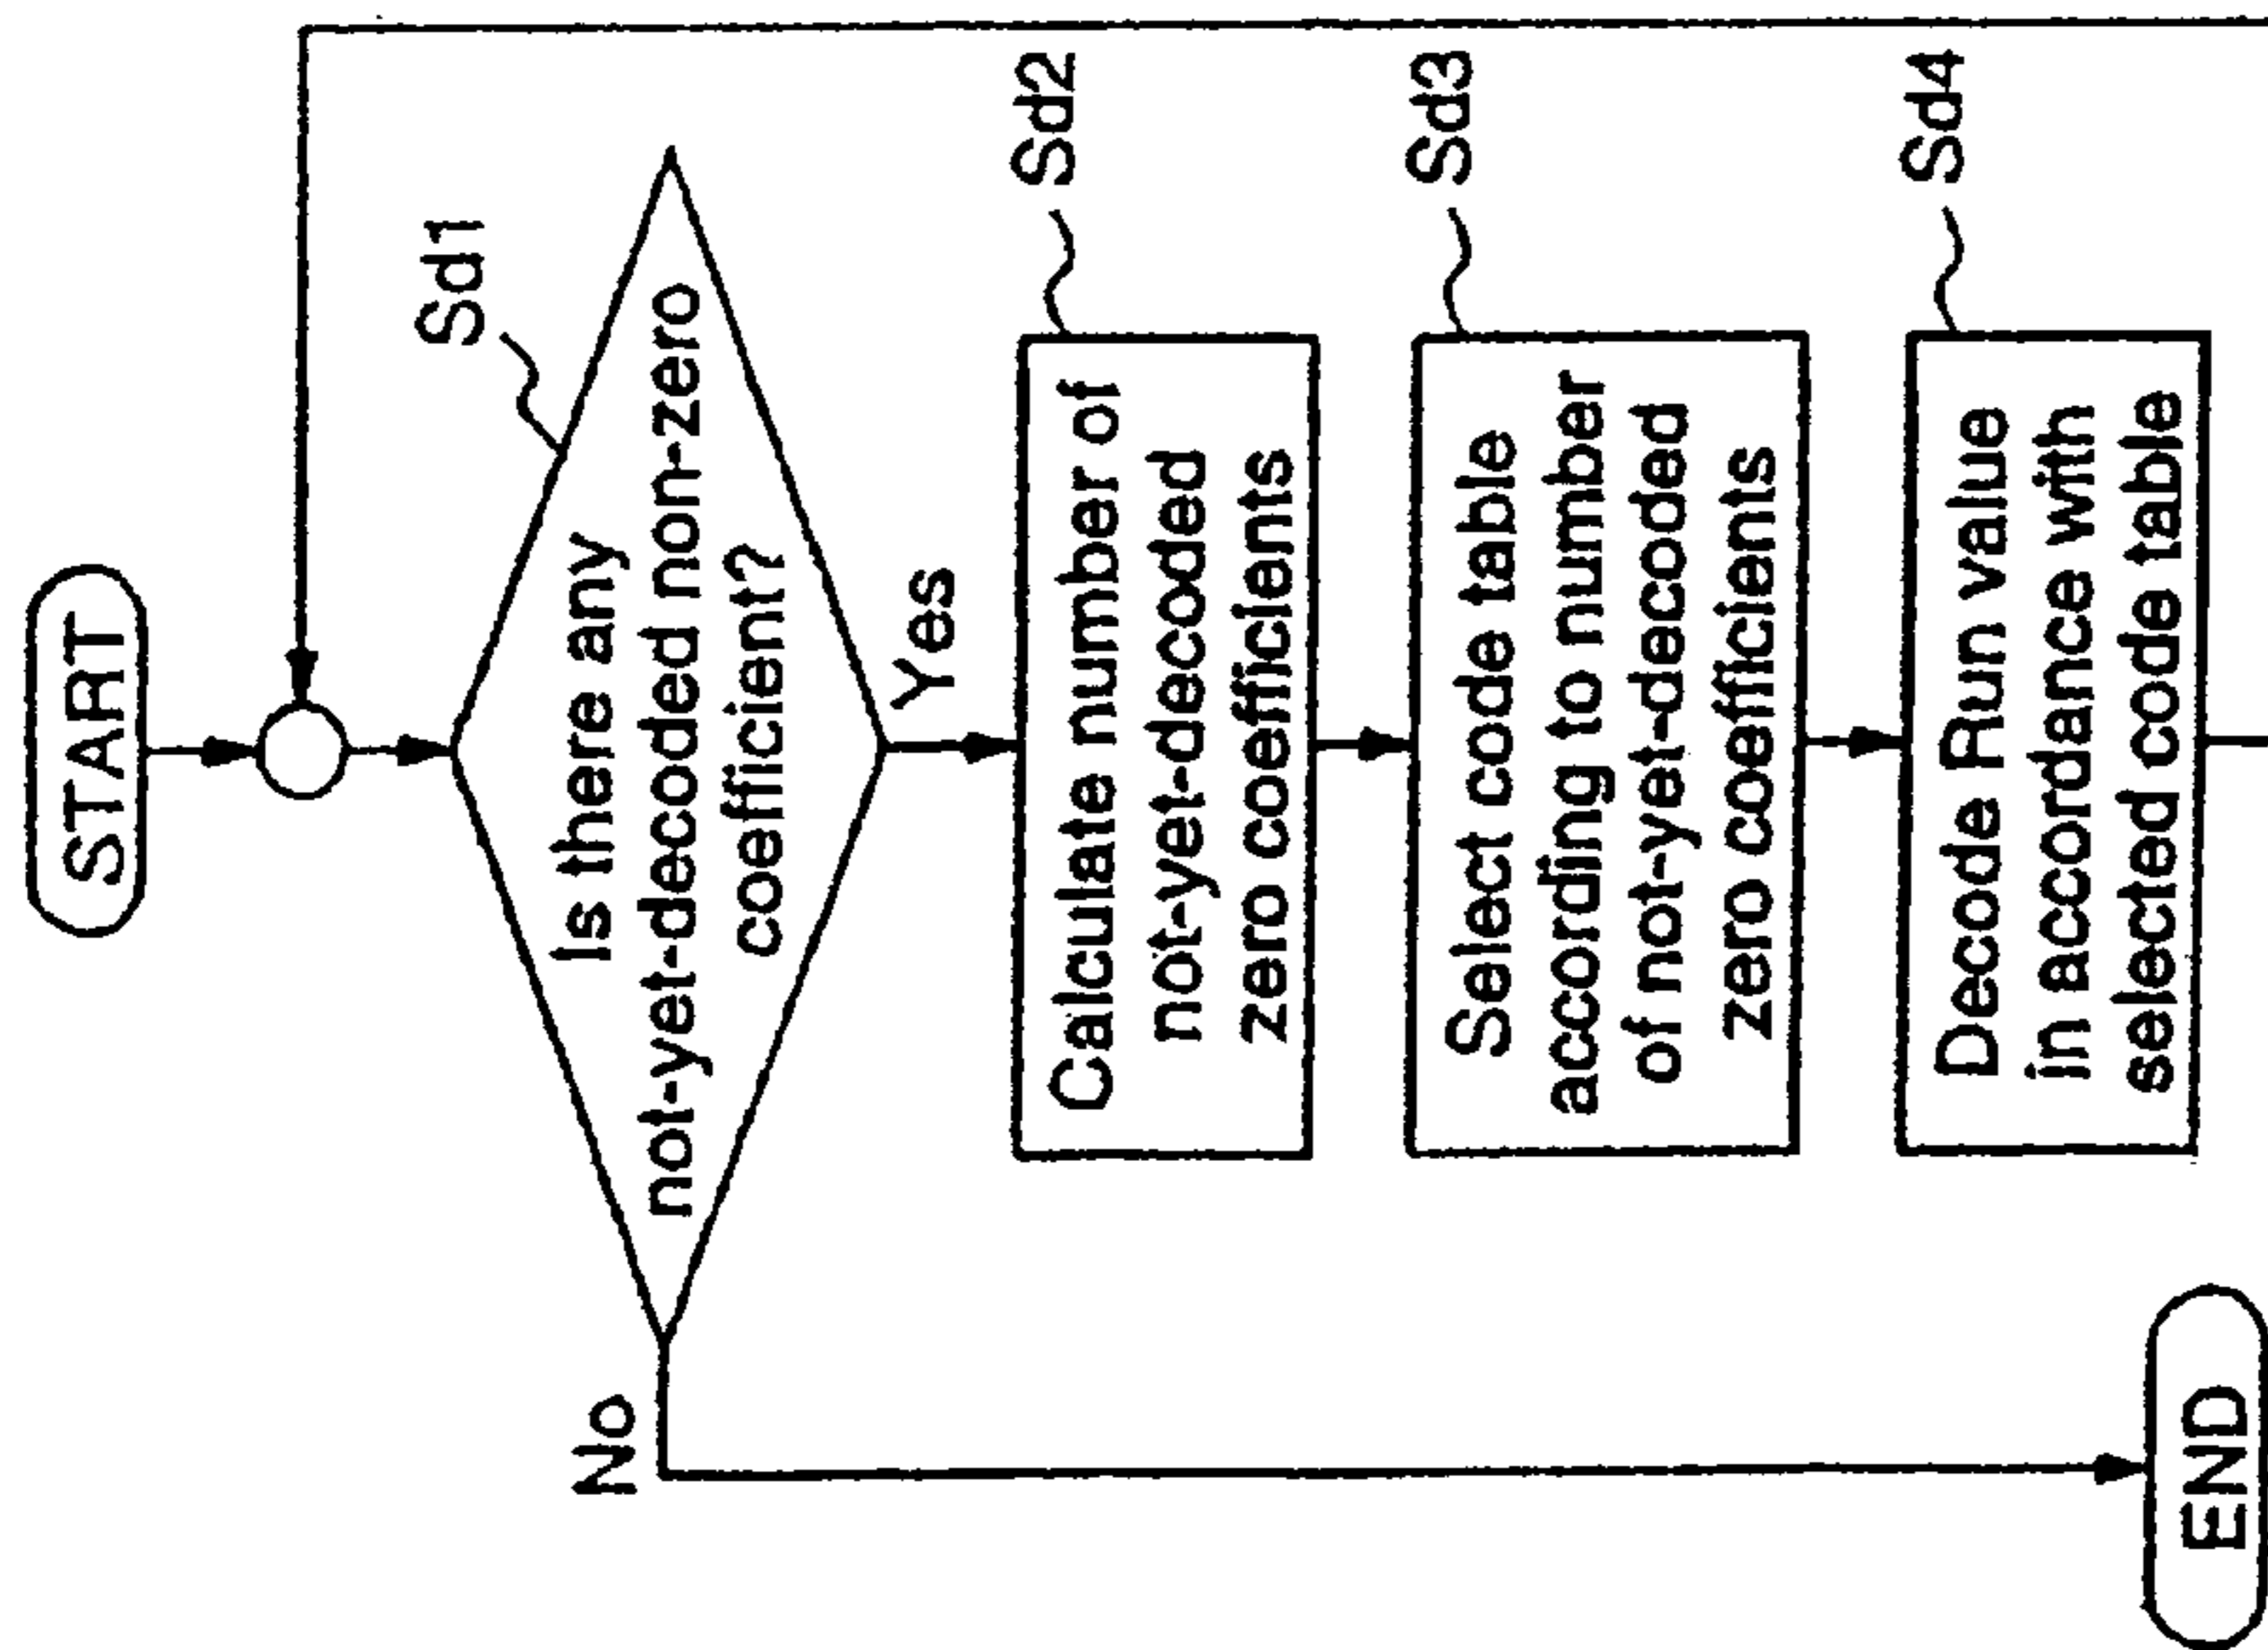 START
Sd1
Is there any
not-yet-decoded non-zero
coefficient?
No
Yes
Sd2
Calculate number of
not-yet-decoded
zero coefficients
Sd3
Select code table
according to number
of not-yet-decoded
zero coefficients
Sd4
Decode Run value
in accordance with
selected code table
END